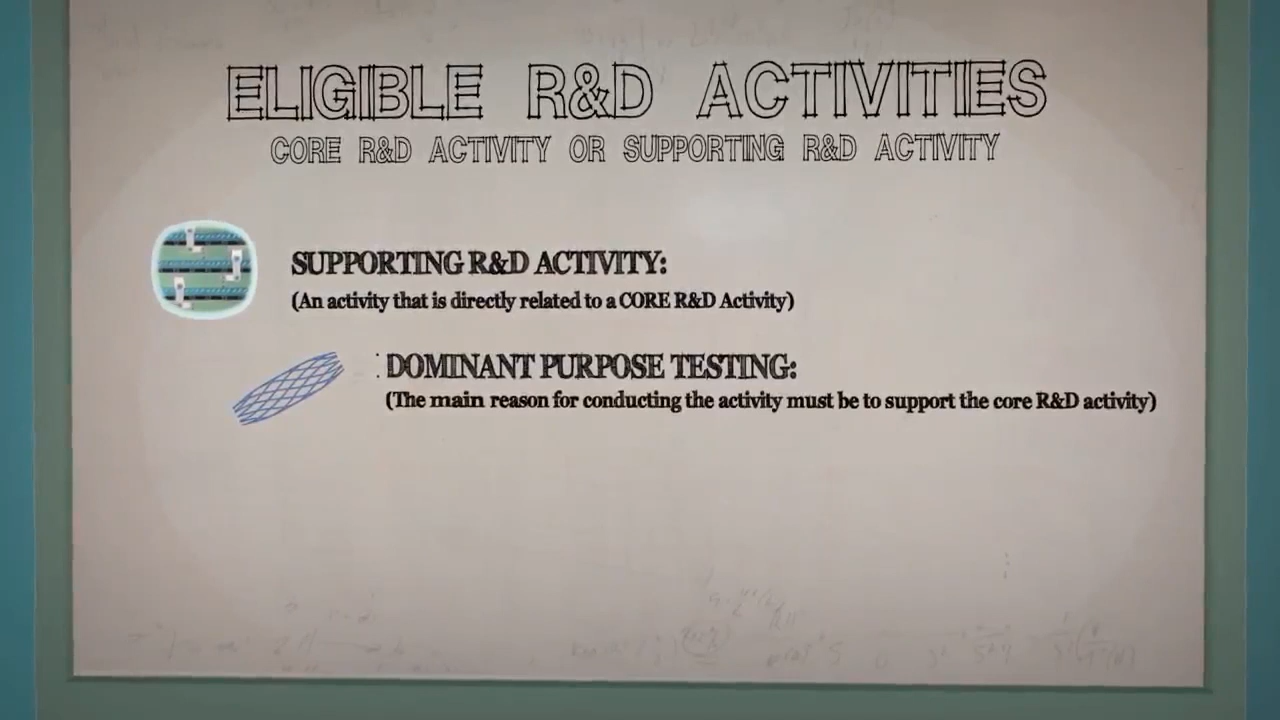 ELIGIBLE R&D ACTIVITIES
CORE R&D ACTIVITY OR SUPPORTING R&D ACTIVITY
SUPPORTING R&D ACTIVITY:
(An activity that is directly related to a CORE R&D Activity)
DOMINANT PURPOSE TESTING:
(The main reason for conducting the activity must be to support the core R&D activity)